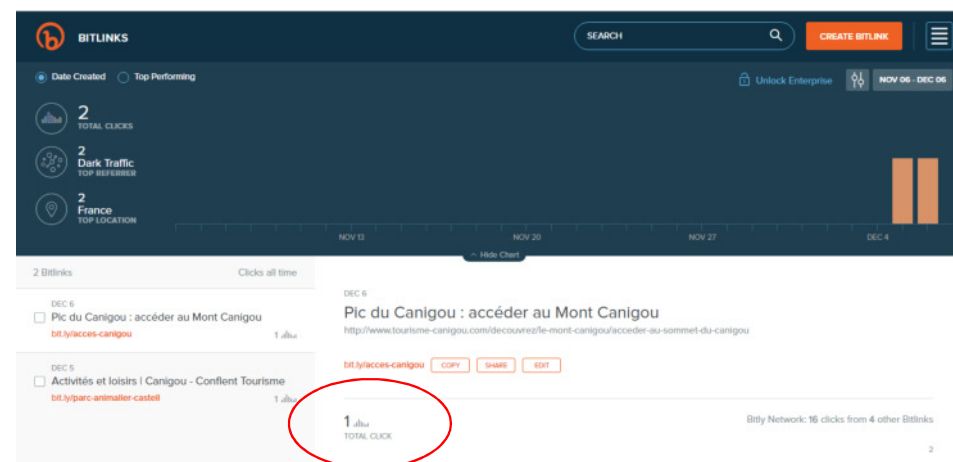 BITLINKS
SEARCH
CREATE BITLINK
Date Created Top Performing
Unlock Enterprise
NOV 06 - DEC 06
2
TOTAL CLICKS
2
Dark Traffic
TOP REFERRER
2
France
TOP LOCATION
NOV 13 NOV 20 NOV 27 DEC 4
Hide Chart
2 Bitlinks Clicks all time
DEC 6
Pic du Canigou : accéder au Mont Canigou
bit.ly/acces-canigou 1
DEC 5
Activités et loisirs | Canigou - Conflent Tourisme
bit.ly/parc-animalier-castell 1
DEC 6
Pic du Canigou : accéder au Mont Canigou
http://www.tourisme-canigou.com/decouvrez/le-mont-canigou/acceder-au-sommet-du-canigou
bit.ly/acces-canigou COPY SHARE EDIT
1
TOTAL CLICK
Bitly Network: 16 clicks from 4 other Bitlinks
2